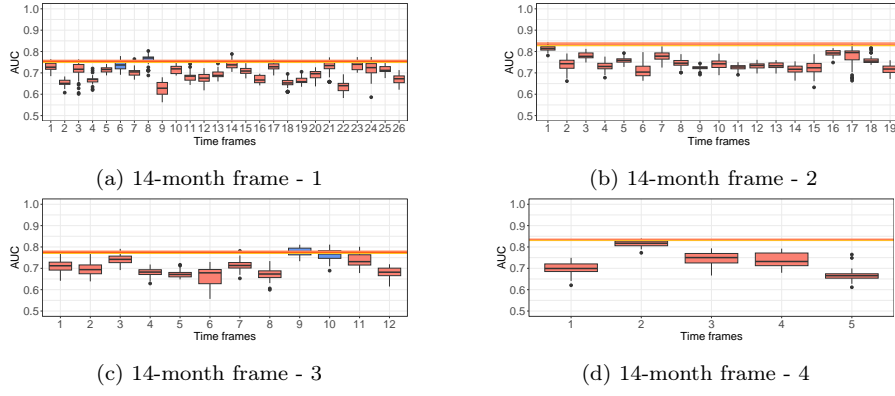 1.0
0.9
0.8
0.7
0.6
0.5
AUC
1 2 3 4 5 6 7 8 9 10 11 12 13 14 15 16 17 18 19 20 21 22 23 24 25 26
Time frames
(a) 14-month frame - 1
1.0
0.9
0.8
0.7
0.6
0.5
AUC
1 2 3 4 5 6 7 8 9 10 11 12 13 14 15 16 17 18 19
Time frames
(b) 14-month frame - 2
1.0
0.9
0.8
0.7
0.6
0.5
AUC
1 2 3 4 5 6 7 8 9 10 11 12
Time frames
(c) 14-month frame - 3
1.0
0.9
0.8
0.7
0.6
0.5
AUC
1 2 3 4 5
Time frames
(d) 14-month frame - 4